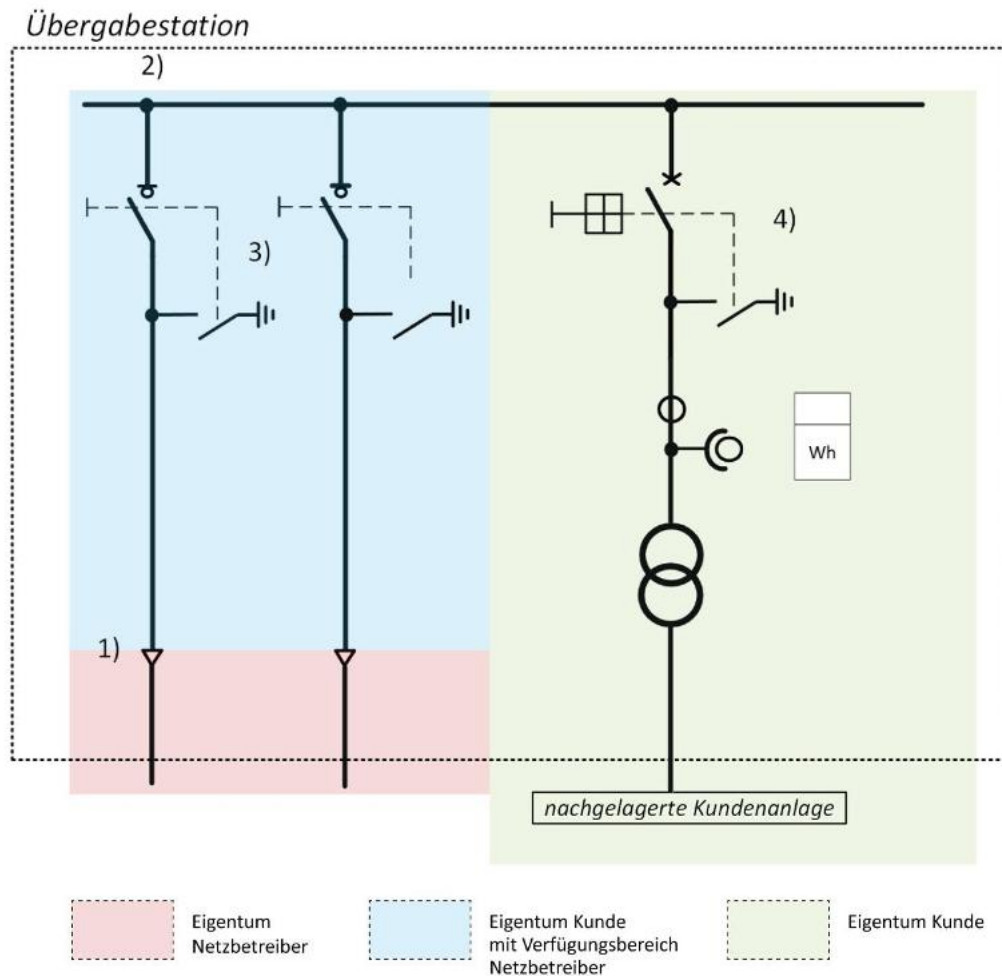 Übergabestation
2)
3)
4)
Wh
1)
nachgelagerte Kundenanlage
Eigentum
Netzbetreiber
Eigentum Kunde
mit Verfügungsbereich
Netzbetreiber
Eigentum Kunde